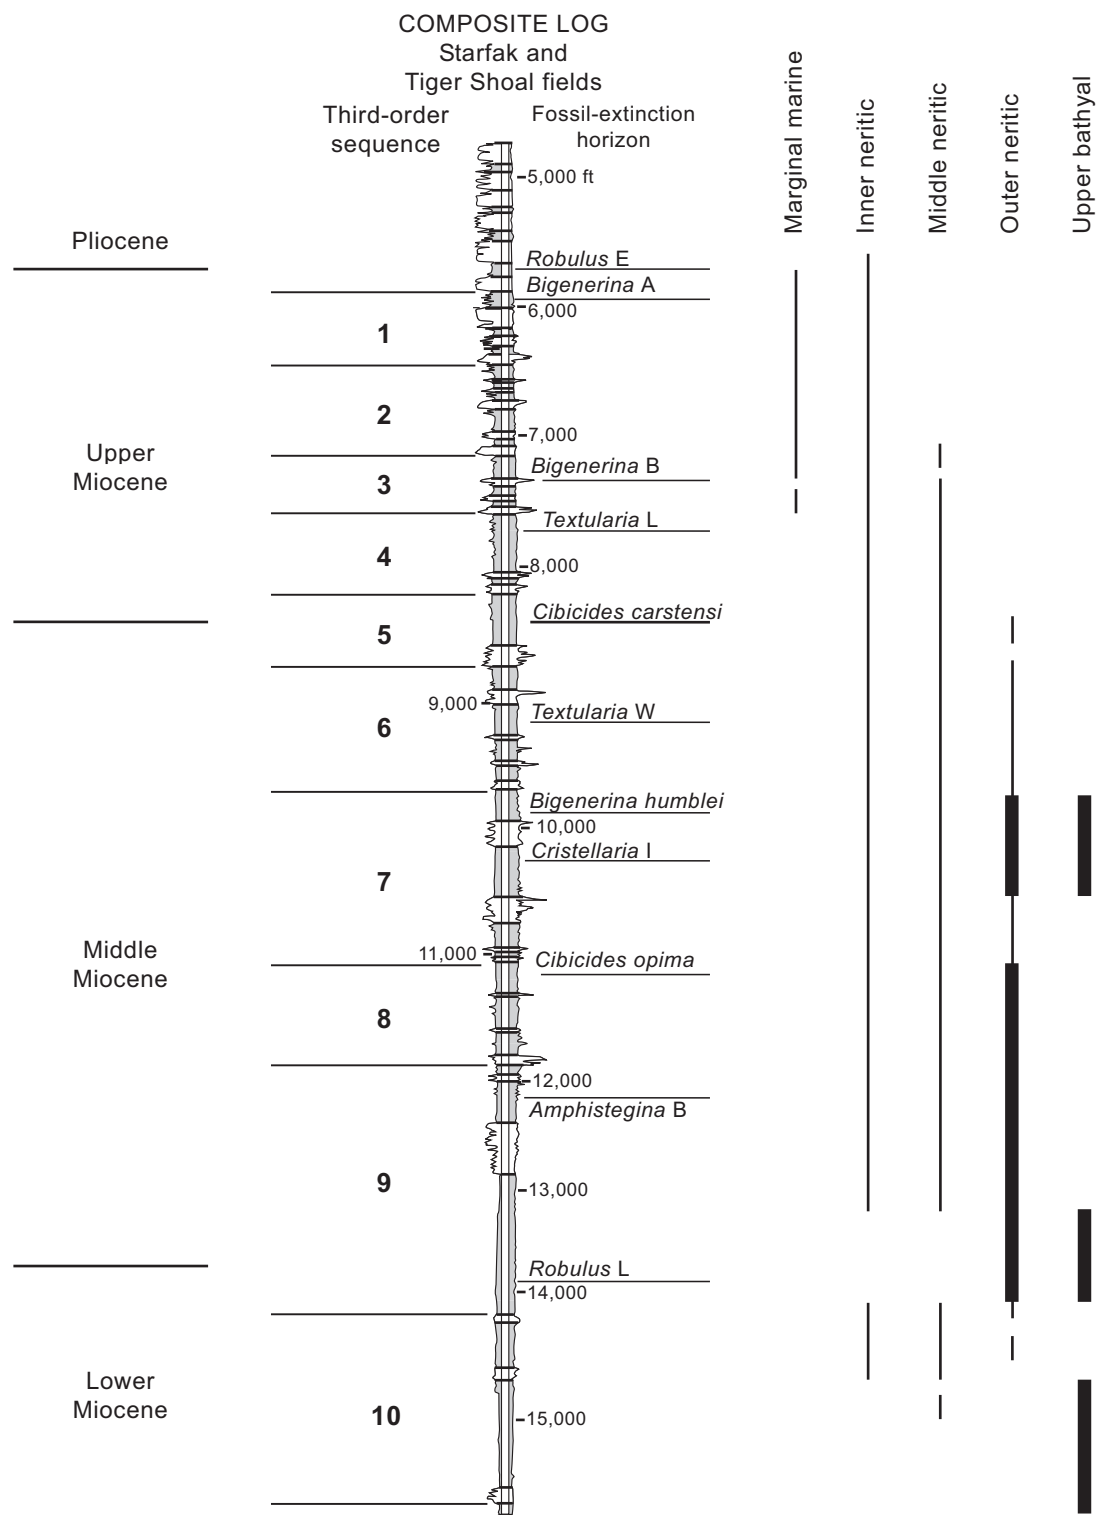 COMPOSITE LOG
Starfak and
Tiger Shoal fields
Third-order
sequence
Fossil-extinction
horizon
Marginal marine
Inner neritic
Middle neritic
Outer neritic
Upper bathyal
5,000 ft
Pliocene
Robulus E
Bigenerina A
6,000
1
2
7,000
Upper
Miocene
Bigenerina B
3
Textularia L
4
8,000
Cibicides carstensi
5
9,000
Textularia W
6
Bigenerina humblei
10,000
Cristellaria I
7
Middle
Miocene
11,000
Cibicides opima
8
12,000
Amphistegina B
9
13,000
Robulus L
14,000
Lower
Miocene
10
15,000